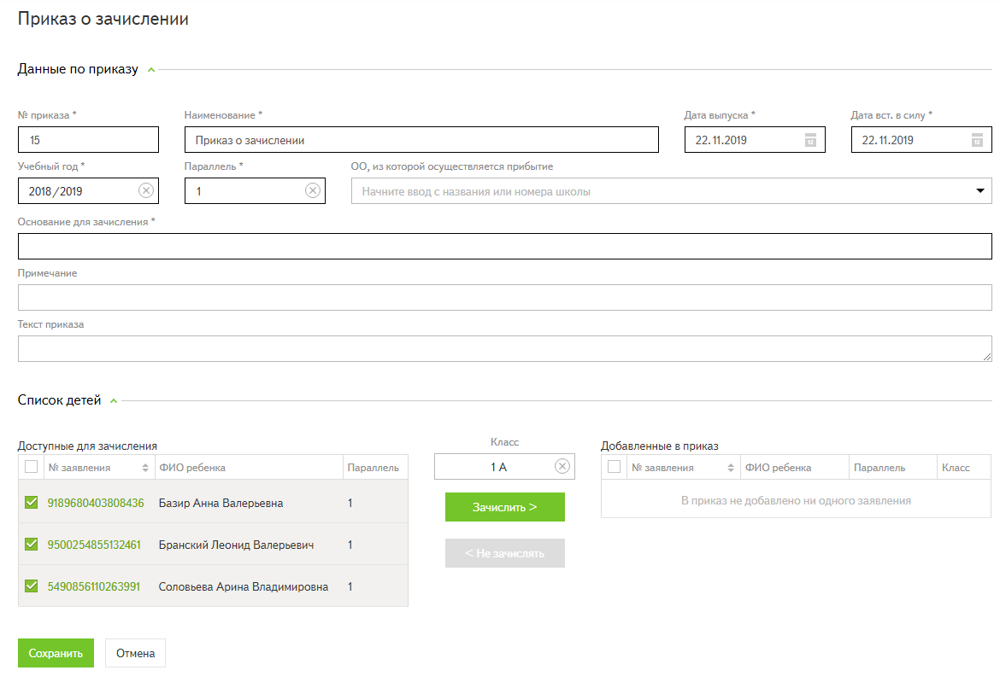 Приказ о зачислении
Данные по приказу
№ приказа * Наименование * Дата выпуска * Дата вст. в силу *
15 Приказ о зачислении 22.11.2019 22.11.2019
Учебный год * Параллель * ОО, из которой осуществляется прибытие
2018/2019 1 Начните ввод с названия или номера школы
Основание для зачисления *
Примечание
Текст приказа
Список детей
Доступные для зачисления Класс Добавленные в приказ
№ заявления ФИО ребенка Параллель 1 А № заявления ФИО ребенка Параллель Класс
9189680403808436 Базир Анна Валерьевна 1 Зачислить > В приказ не добавлено ни одного заявления
9500254855132461 Бранский Леонид Валерьевич 1 < Не зачислять
5490856110263991 Соловьева Арина Владимировна 1
Сохранить Отмена